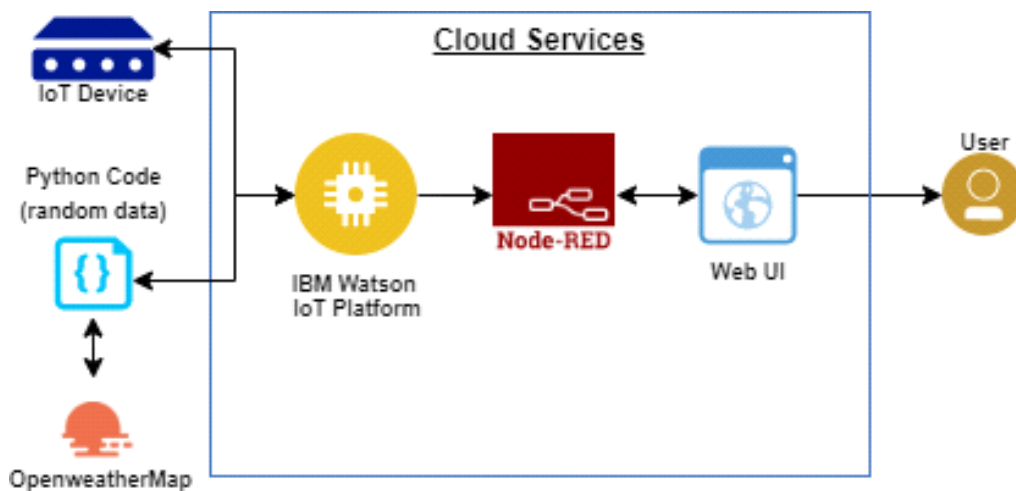 Cloud Services
IoT Device
Python Code
(random data)
OpenweatherMap
IBM Watson
IoT Platform
Node-RED
Web UI
User